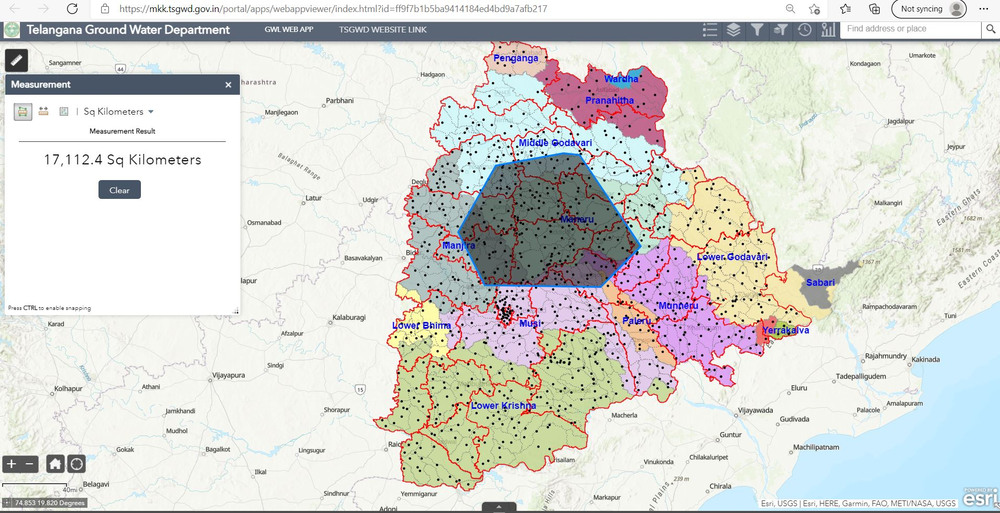 https://mkk.tsgwd.gov.in/portal/apps/webappviewer/index.html?id=ff9f7b1b5ba9414184ed4bd9a7afb217
Not syncing
Telangana Ground Water Department
GWL WEB APP
TSGWD WEBSITE LINK
Find address or place
Measurement
Sq Kilometers
Measurement Result
17,112.4 Sq Kilometers
Clear
Press CTRL to enable snapping
Sangamner
44
harashtra
Hadgaon
Parbhani
Manjlegaon
Balaghat Range
Deglu
Latur
Udgir
Osmanabad
Basavakalyan
Bid
lapur
Kalaburagi
Karad
Afzalpur
Krishna
Sindgi
Vijayapura
Kolhapur
Athani
15
Jamkhandi
Shorapur
Mudhol
Gokak
Bagalkot
Lingsugur
Raic
Ilkal
Belagavi
Sindhnur
Yemmiganur
Adoni
Penganga
Wardha
Asifabad
Pranahitha
AH43
Nirmal
Middle Godavari
Maneru
Manjira
Lower Godavari
Sabari
30
Munneru
Khammam
Lower Bhima
Vicarabad
Musi
Paleru
Yerrakalva
Lower Krishna
Umarkote
Kondagaon
Indravati
Jagdalpur
Jeypur
Malkangiri
Eastern Ghats
1682 m
1581 m
1367 m
Eastern Coast
Rampachodavaram
Tuni
Rajahmundry
Kakinada
Tadepalligudem
Eluru
Amalapuram
Palacole
Vijayawada
Gudivada
Macherla
Guntur
Machilipatnam
Chilakaluripet
Vinukonda
Srisailam
239 m
Chirala
Markapur
la Hills
al Plains
40mi
74.853 19.820 Degrees
Esri, USGS | Esri, HERE, Garmin, FAO, METI/NASA, USGS
POWERED BY
esri